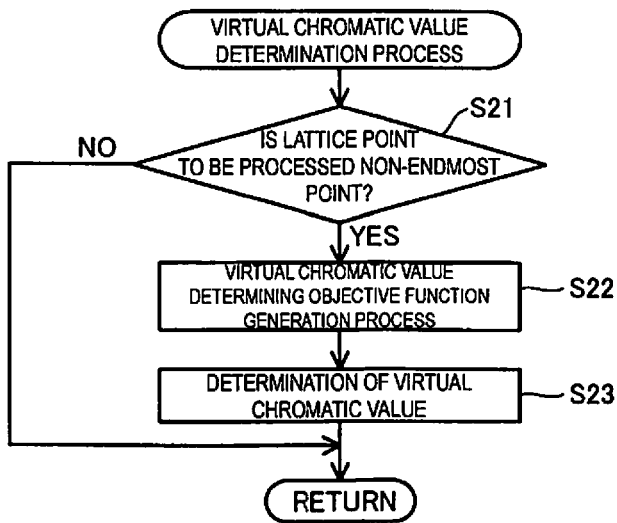 VIRTUAL CHROMATIC VALUE
DETERMINATION PROCESS
S21
NO
IS LATTICE POINT
TO BE PROCESSED NON-ENDMOST
POINT?
YES
VIRTUAL CHROMATIC VALUE
DETERMINING OBJECTIVE FUNCTION
GENERATION PROCESS
S22
DETERMINATION OF VIRTUAL
CHROMATIC VALUE
S23
RETURN